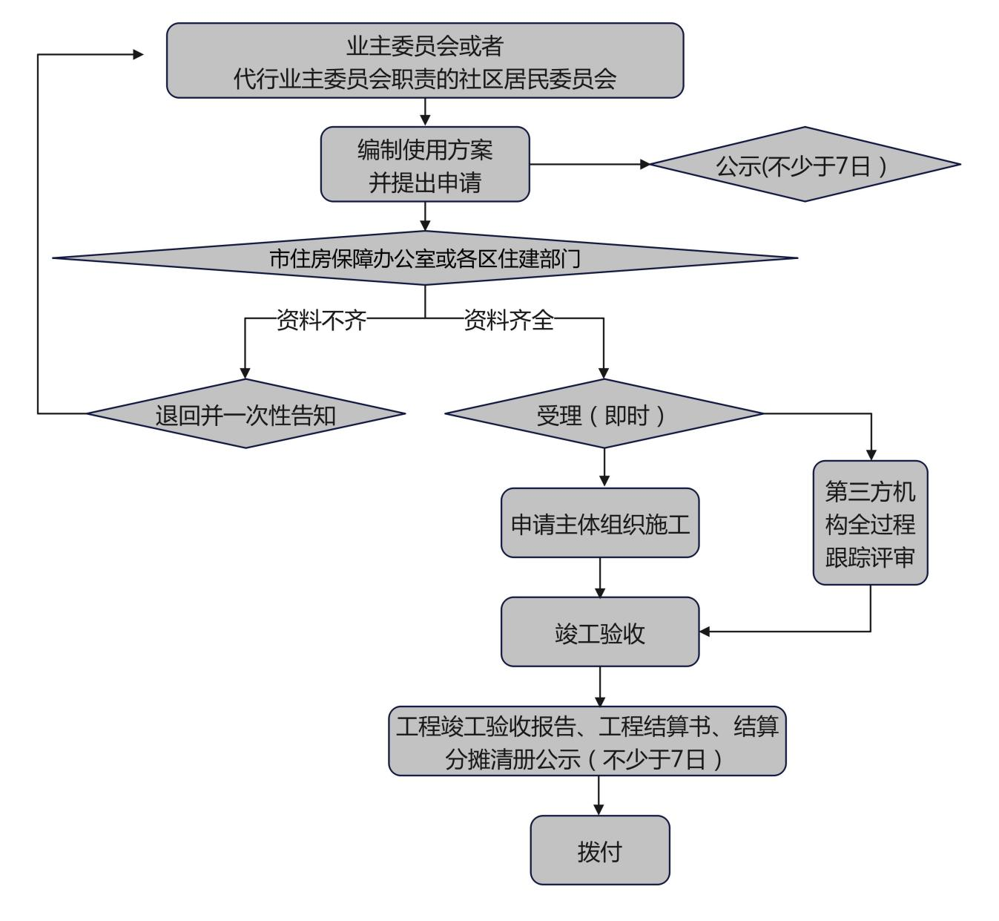 业主委员会或者
代行业主委员会职责的社区居民委员会
编制使用方案
并提出申请
公示(不少于7日）
市住房保障办公室或各区住建部门
资料不齐
资料齐全
退回并一次性告知
受理（即时）
第三方机
构全过程
跟踪评审
申请主体组织施工
竣工验收
工程竣工验收报告、工程结算书、结算
分摊清册公示（不少于7日）
拨付